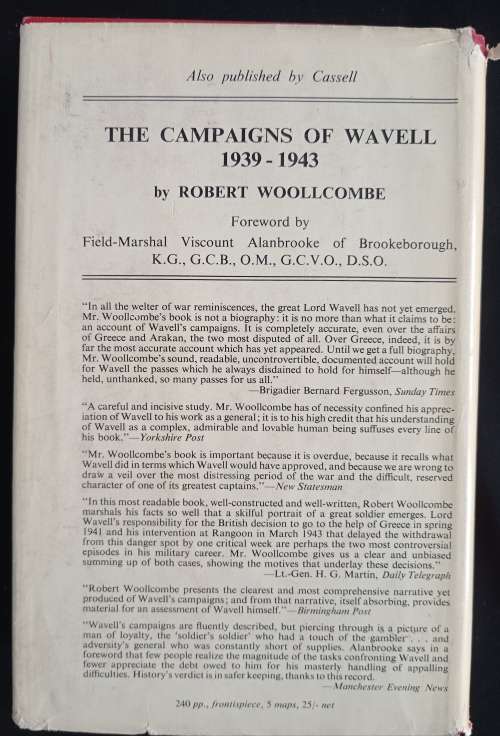 Also published by Cassell
THE CAMPAIGNS OF WAVELL
1939 - 1943
by ROBERT WOOLLCOMBE
Foreword by
Field-Marshal Viscount Alanbrooke of Brookeborough,
K.G., G.C.B., O.M., G.C.V.O., D.S.O.
"In all the welter of war reminiscences, the great Lord Wavell has not yet emerged.
Mr. Woollcombe's book is not a biography: it is no more than what it claims to be:
an account of Wavell's campaigns. It is completely accurate, even over the affairs
of Greece and Arakan, the two most disputed of all. Over Greece, indeed, it is by
far the most accurate account which has yet appeared. Until we get a full biography,
Mr. Woollcombe's sound, readable, uncontrovertible, documented account will hold
for Wavell the passes which he always disdained to hold for himself—although he
held, unthanked, so many passes for us all."
—Brigadier Bernard Fergusson, Sunday Times
"A careful and incisive study. Mr. Woollcombe has of necessity confined his apprec-
iation of Wavell to his work as a general; it is to his high credit that his understanding
of Wavell as a complex, admirable and lovable human being suffuses every line of
his book."—Yorkshire Post
"Mr. Woollcombe's book is important because it is overdue, because it recalls what
Wavell did in terms which Wavell would have approved, and because we are wrong to
draw a veil over the most distressing period of the war and the difficult, reserved
character of one of its greatest captains."—New Statesman
"In this most readable book, well-constructed and well-written, Robert Woollcombe
marshals his facts so well that a skilful portrait of a great soldier emerges. Lord
Wavell's responsibility for the British decision to go to the help of Greece in spring
1941 and his intervention at Rangoon in March 1943 that delayed the withdrawal
from this danger spot by one critical week are perhaps the two most controversial
episodes in his military career. Mr. Woollcombe gives us a clear and unbiased
summing up of both cases, showing the motives that underlay these decisions."
—Lt.-Gen. H. G. Martin, Daily Telegraph
"Robert Woollcombe presents the clearest and most comprehensive narrative yet
produced of Wavell's campaigns; and from that narrative, itself absorbing, provides
material for an assessment of Wavell himself."—Birmingham Post
"Wavell's campaigns are fluently described, but piercing through is a picture of a
man of loyalty, the 'soldier's soldier' who had a touch of the gambler" . . . and
adversity's general who was constantly short of supplies. Alanbrooke says in a
foreword that few people realize the magnitude of the tasks confronting Wavell and
fewer appreciate the debt owed to him for his masterly handling of appalling
difficulties. History's verdict is in safer keeping, thanks to this record.
—Manchester Evening News
240 pp., frontispiece, 5 maps, 25/- net